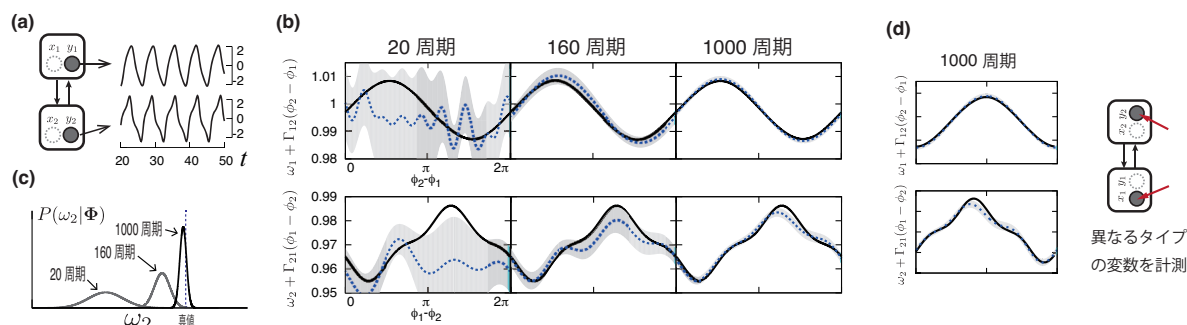 (a)
x1 y1
x2 y2
2
0
2
2
0
2
20 30 40 50 t
(b)
20 周期 160 周期 1000 周期
ω1 + Γ12(ϕ2 − ϕ1)
1.01
1
0.99
0.98
0 π 2π
ϕ2-ϕ1
ω2 + Γ21(ϕ1 − ϕ2)
0.99
0.98
0.97
0.96
0.95
0 π 2π
ϕ1-ϕ2
(c)
P(ω2|Φ)
1000 周期
160 周期
20 周期
ω2 真値
(d)
1000 周期
ω1 + Γ12(ϕ2 − ϕ1)
ω2 + Γ21(ϕ1 − ϕ2)
x2 y2
x1 y1
異なるタイプ
の変数を計測